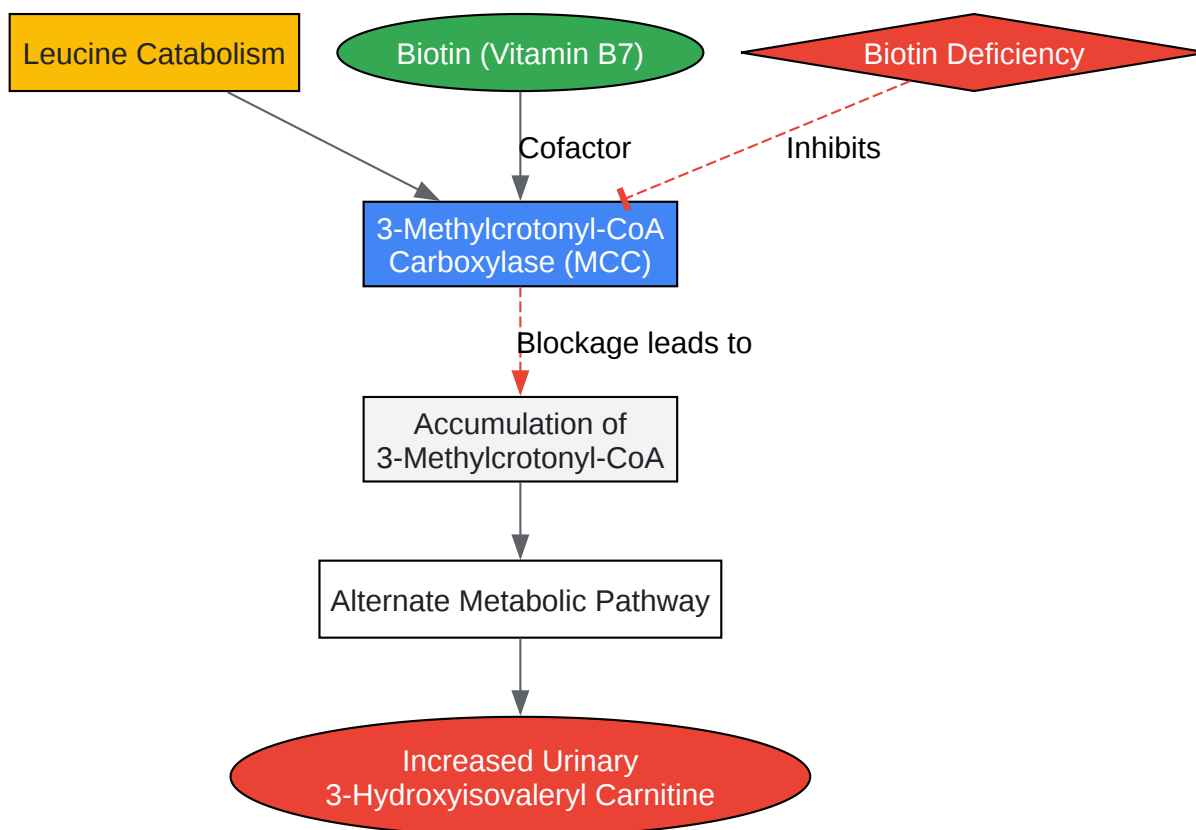 Leucine Catabolism
Biotin (Vitamin B7)
Biotin Deficiency
Cofactor
Inhibits
3-Methylcrotonyl-CoA
Carboxylase (MCC)
Blockage leads to
Accumulation of
3-Methylcrotonyl-CoA
Alternate Metabolic Pathway
Increased Urinary
3-Hydroxyisovaleryl Carnitine